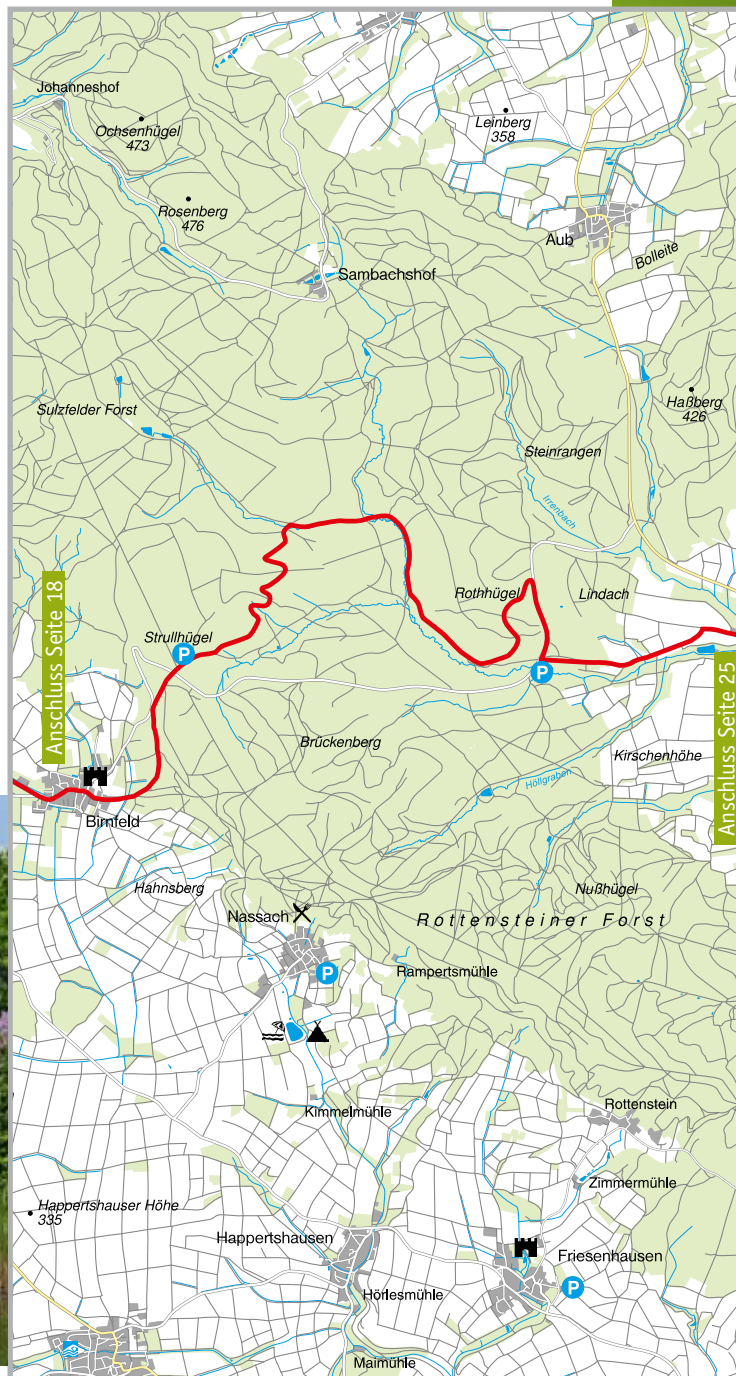 Johanneshof
Ochsenhügel
473
Leinberg
358
Rosenberg
476
Aub
Bolleite
Sambachshof
Haßberg
426
Sulzfelder Forst
Steinrangen
Irrenbach
Anschluss Seite 18
Rothhügel
Lindach
Strullhügel
P
P
Anschluss Seite 25
Brückenberg
Kirschenhöhe
Höllgraben
Birnfeld
Hahnsberg
Nußhügel
Nassach
Rottensteiner Forst
P
Rampertsmühle
Kimmelmühle
Rottenstein
Zimmermühle
Happertshauser Höhe
335
Happertshausen
Friesenhausen
P
Hörlesmühle
Maimühle